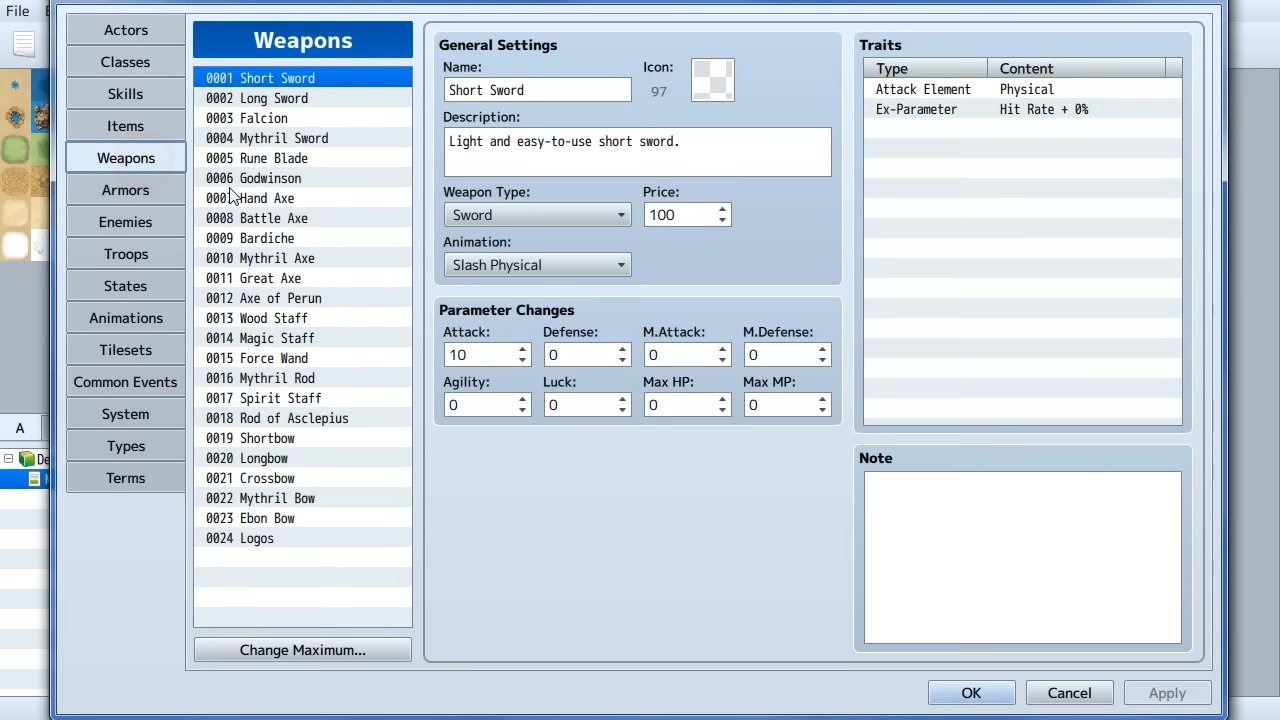 File
Actors
Classes
Skills
Items
Weapons
Armors
Enemies
Troops
States
Animations
Tilesets
Common Events
System
Types
Terms
A
Weapons
0001 Short Sword
0002 Long Sword
0003 Falcion
0004 Mythril Sword
0005 Rune Blade
0006 Godwinson
Hand Axe
0008 Battle Axe
0009 Bardiche
0010 Mythril Axe
0011 Great Axe
0012 Axe of Perun
0013 Wood Staff
0014 Magic Staff
0015 Force Wand
0016 Mythril Rod
0017 Spirit Staff
0018 Rod of Asclepius
0019 Shortbow
0020 Longbow
0021 Crossbow
0022 Mythril Bow
0023 Ebon Bow
0024 Logos
Change Maximum...
General Settings
Name: Icon:
Short Sword 97
Description:
Light and easy-to-use short sword.
Weapon Type: Price:
Sword 100
Animation:
Slash Physical
Parameter Changes
Attack: Defense: M.Attack: M.Defense:
10 0 0 0
Agility: Luck: Max HP: Max MP:
0 0 0 0
Traits
Type Content
Attack Element Physical
Ex-Parameter Hit Rate + 0%
Note
OK Cancel Apply